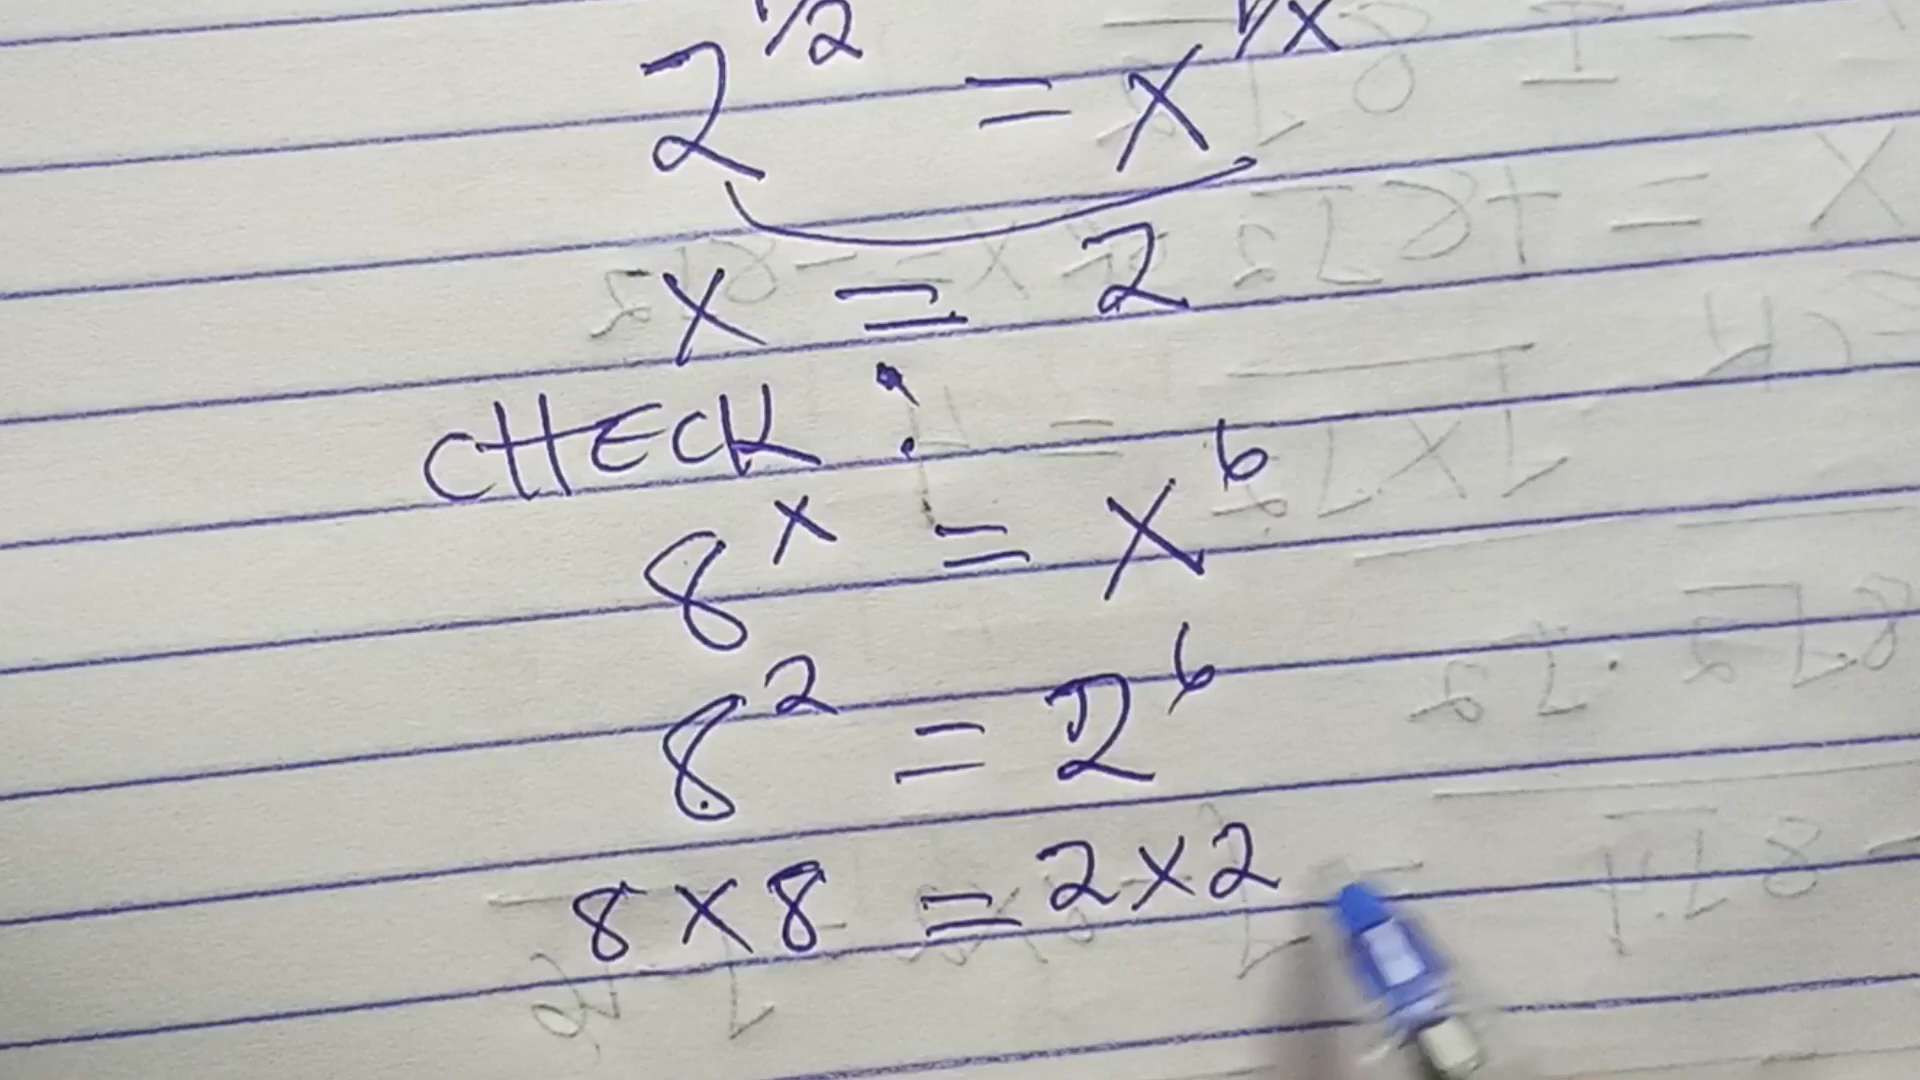 2^1/2 = x^1/x
x = 2
CHECK :
8^x = x^6
8^2 = 2^6
8 × 8 = 2 × 2